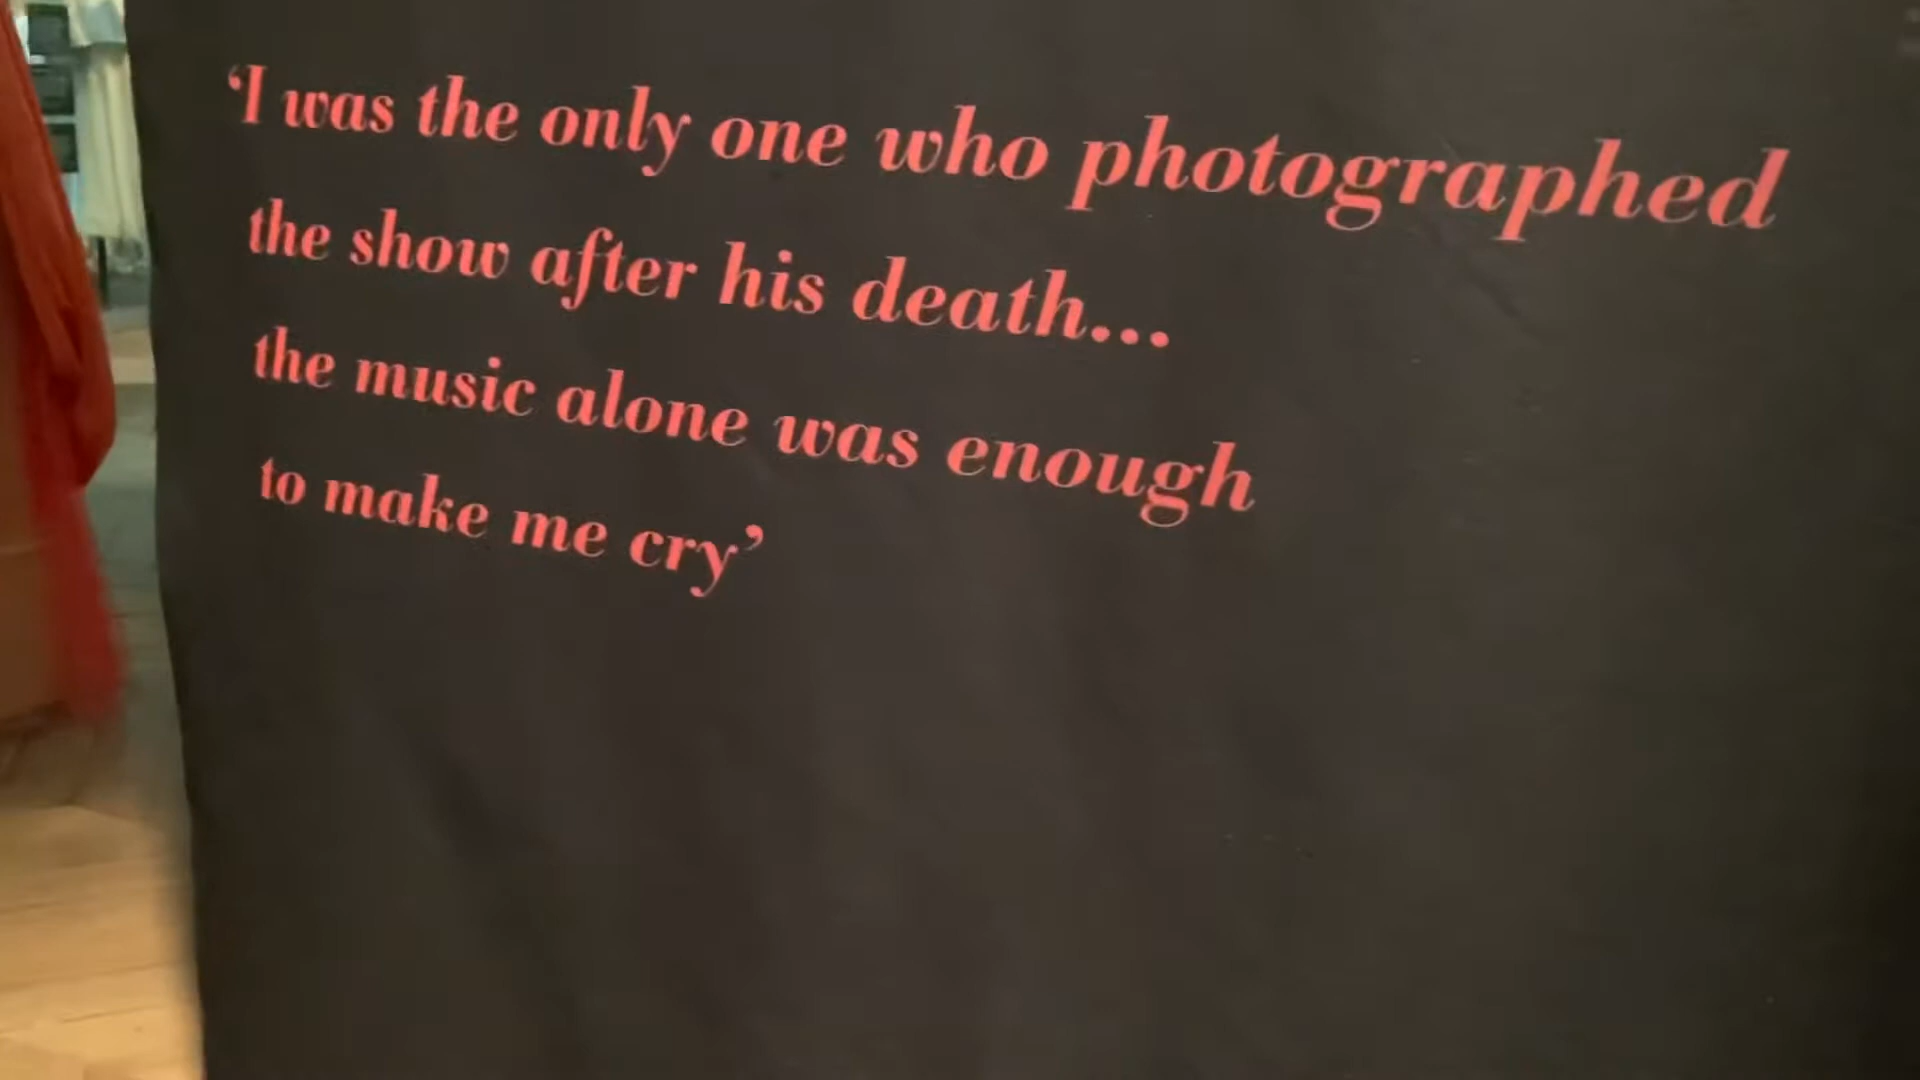 ‘I was the only one who photographed
the show after his death...
the music alone was enough
to make me cry’